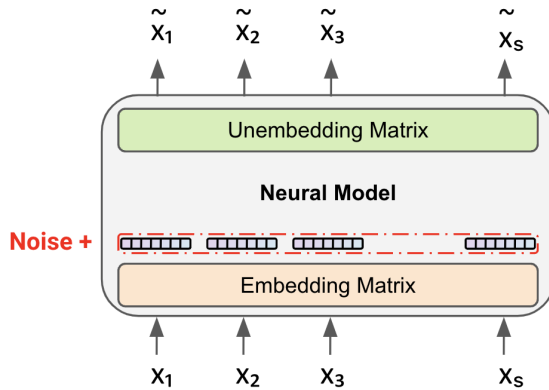 x̃₁ x̃₂ x̃₃ x̃ₛ
Unembedding Matrix
Neural Model
Noise +
Embedding Matrix
x₁ x₂ x₃ xₛ